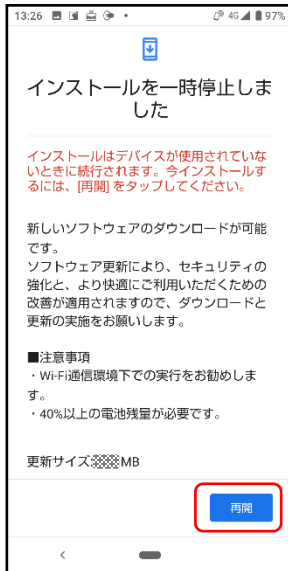 13:26 4G 97%
インストールを一時停止しま
した
インストールはデバイスが使用されていな
いときに続行されます。今インストールす
るには、[再開] をタップしてください。
新しいソフトウェアのダウンロードが可能
です。
ソフトウェア更新により、セキュリティの
強化と、より快適にご利用いただくための
改善が適用されますので、ダウンロードと
更新の実施をお願いします。
■注意事項
・Wi-Fi通信環境下での実行をお勧めしま
す。
・40%以上の電池残量が必要です。
更新サイズ MB
再開